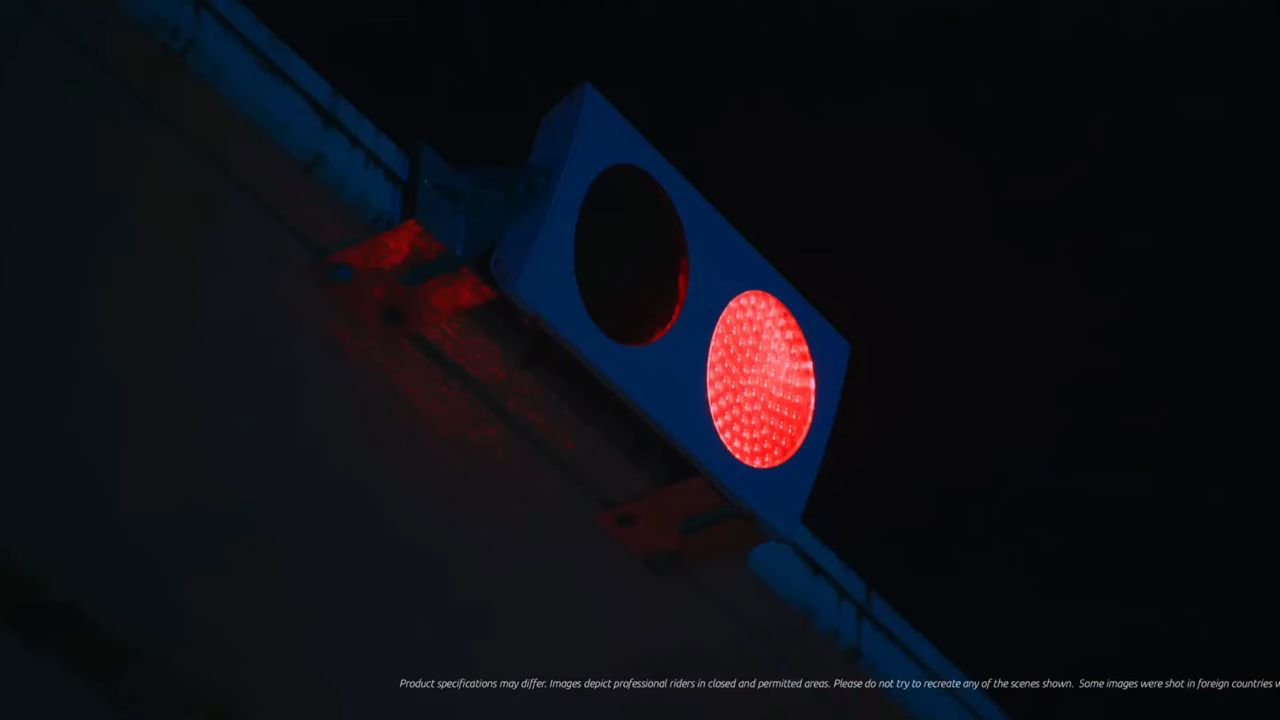 Product specifications may differ. Images depict professional riders in closed and permitted areas. Please do not try to recreate any of the scenes shown. Some images were shot in foreign countries